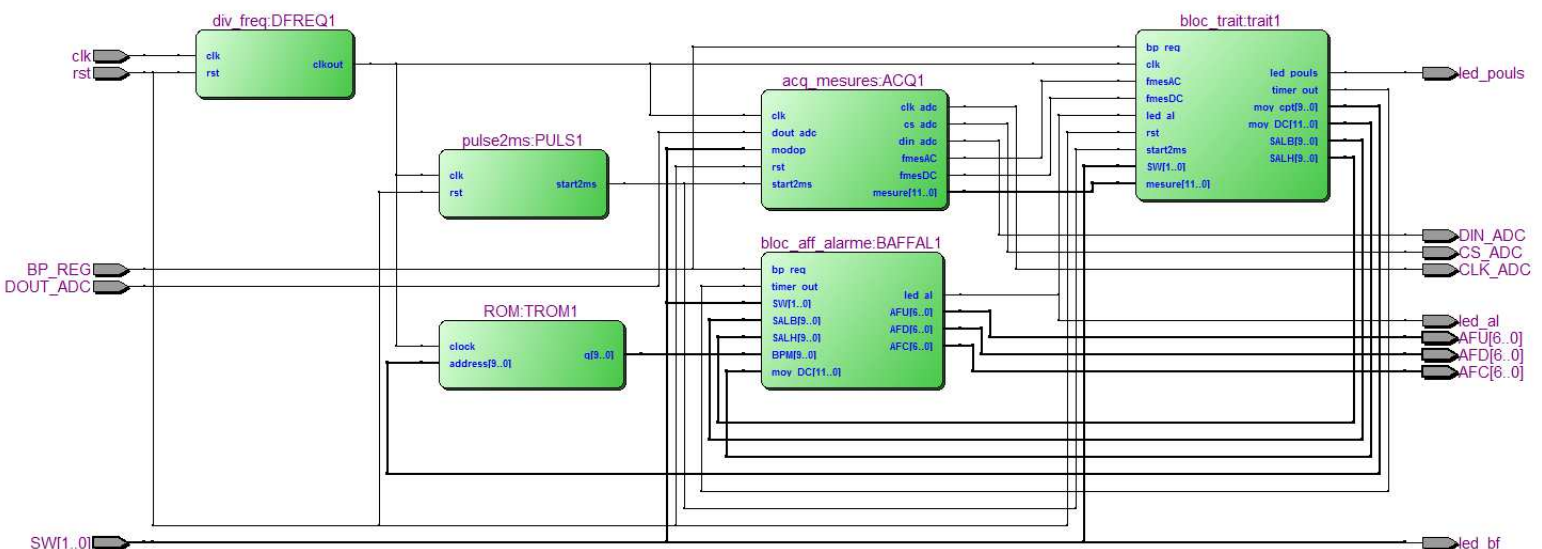 div_freq:DFREQ1
clk
rst
clk
rst
clkout
pulse2ms:PULS1
clk
rst
start2ms
acq_mesures:ACQ1
clk
dout_adc
modop
rst
start2ms
clk_adc
cs_adc
din_adc
fmesAC
fmesDC
mesure[11..0]
bloc_trait:trait1
bp_req
clk
fmesAC
fmesDC
led_al
rst
start2ms
SW[1..0]
mesure[11..0]
led_pouls
timer_out
moy_cpt[9..0]
moy_DC[11..0]
SALB[9..0]
SALH[9..0]
led_pouls
BP_REG
DOUT_ADC
ROM:TROM1
clock
address[9..0]
q[9..0]
bloc_aff_alarme:BAFFAL1
bp_req
timer_out
SW[1..0]
SALB[9..0]
SALH[9..0]
BPM[9..0]
moy_DC[11..0]
led_al
AFU[6..0]
AFD[6..0]
AFC[6..0]
DIN_ADC
CS_ADC
CLK_ADC
led_al
AFU[6..0]
AFD[6..0]
AFC[6..0]
SW[1..0]
led_bf